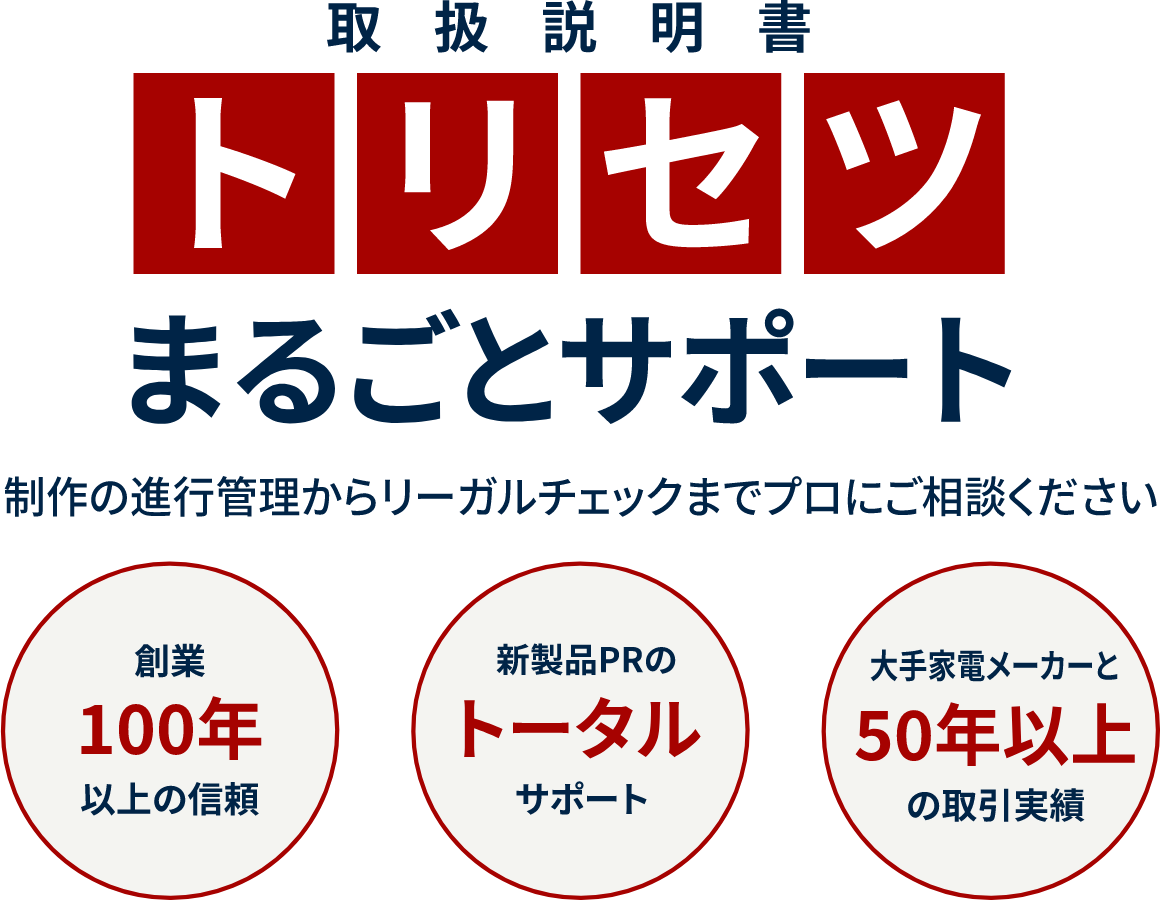 取扱説明書
トリセツ
まるごとサポート
制作の進行管理からリーガルチェックまでプロにご相談ください
創業
100年
以上の信頼
新製品PRの
トータル
サポート
大手家電メーカーと
50年以上
の取引実績